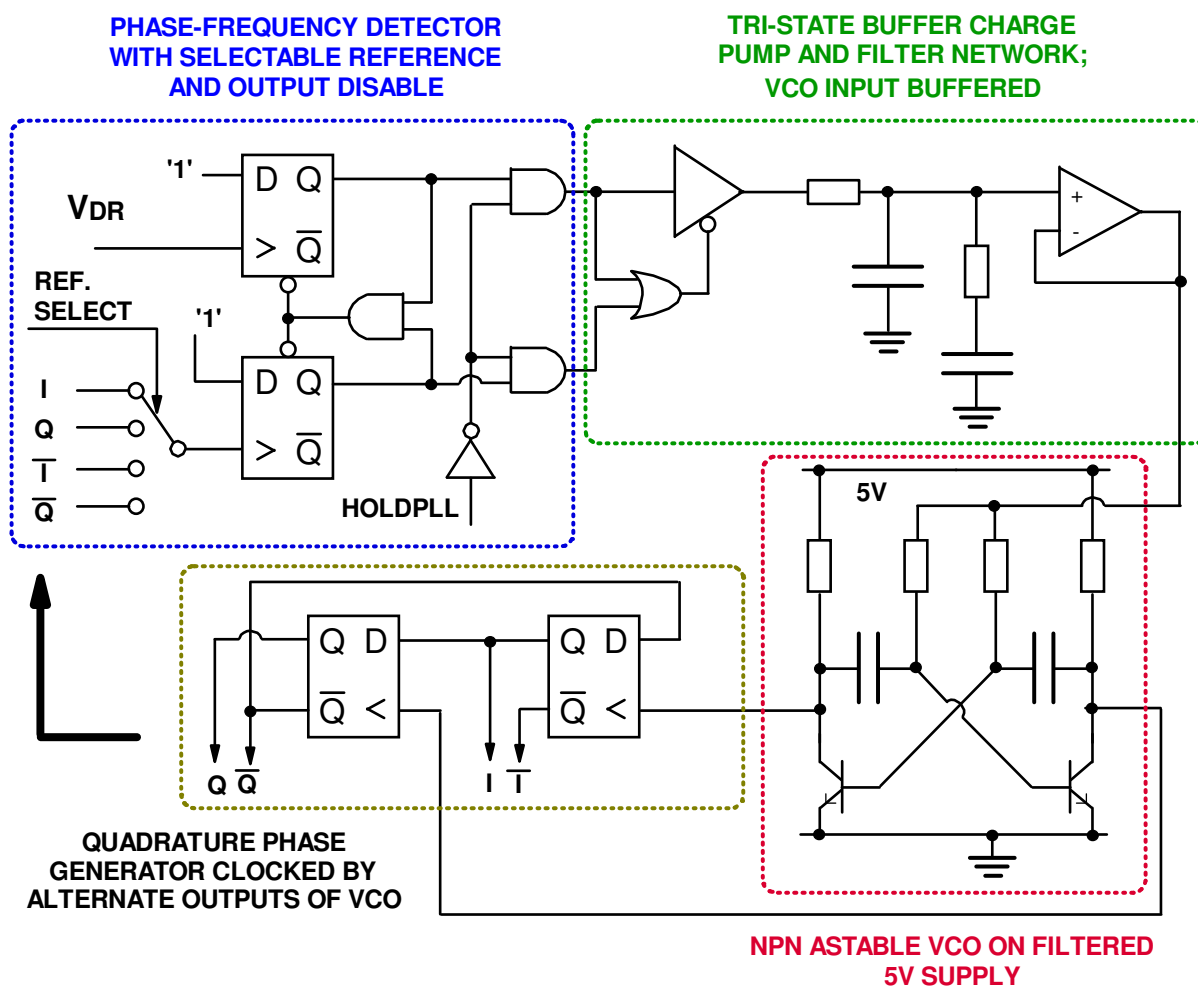 PHASE-FREQUENCY DETECTOR
WITH SELECTABLE REFERENCE
AND OUTPUT DISABLE
TRI-STATE BUFFER CHARGE
PUMP AND FILTER NETWORK;
VCO INPUT BUFFERED
'1'
D Q
VDR
> Q̅
REF.
SELECT
'1'
D Q
> Q̅
I
Q
I̅
Q̅
HOLDPLL
+
-
5V
Q D
Q̅ <
Q D
Q̅ <
Q Q̅
I I̅
QUADRATURE PHASE
GENERATOR CLOCKED BY
ALTERNATE OUTPUTS OF VCO
NPN ASTABLE VCO ON FILTERED
5V SUPPLY